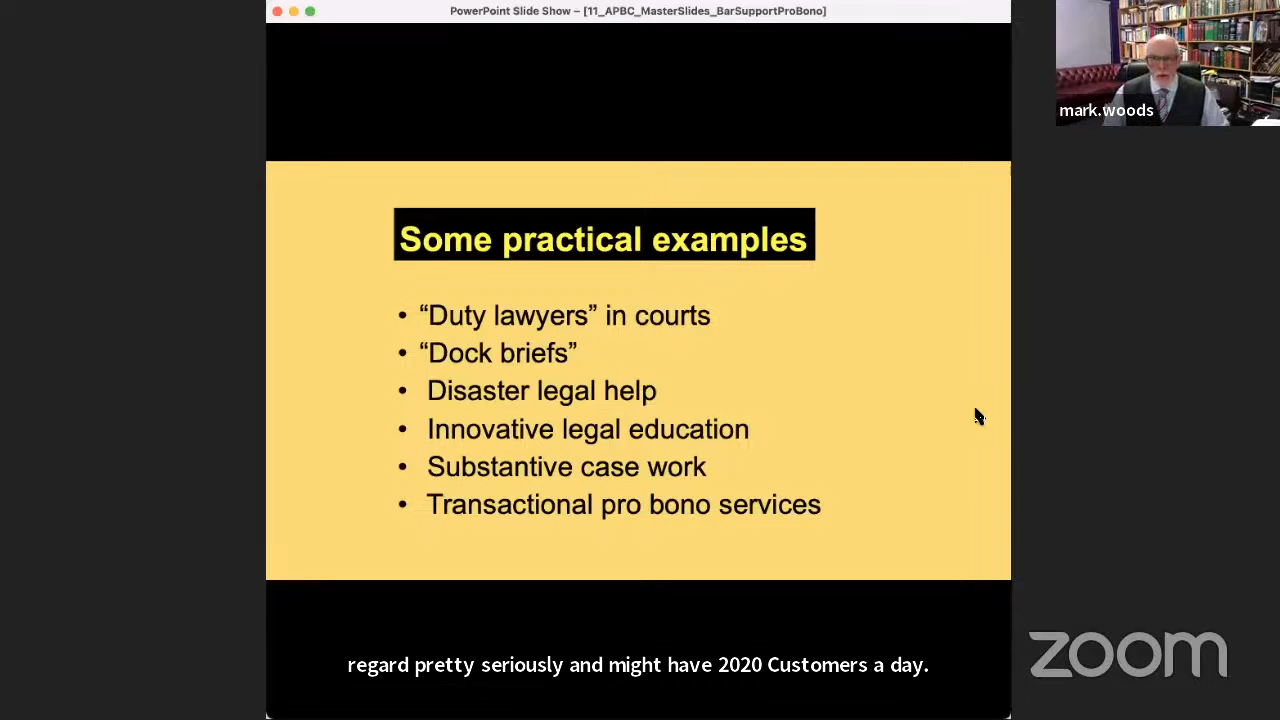 PowerPoint Slide Show – [11_APBC_MasterSlides_BarSupportProBono]
mark.woods
Some practical examples
• “Duty lawyers” in courts
• “Dock briefs”
• Disaster legal help
• Innovative legal education
• Substantive case work
• Transactional pro bono services
regard pretty seriously and might have 2020 Customers a day.
zoom